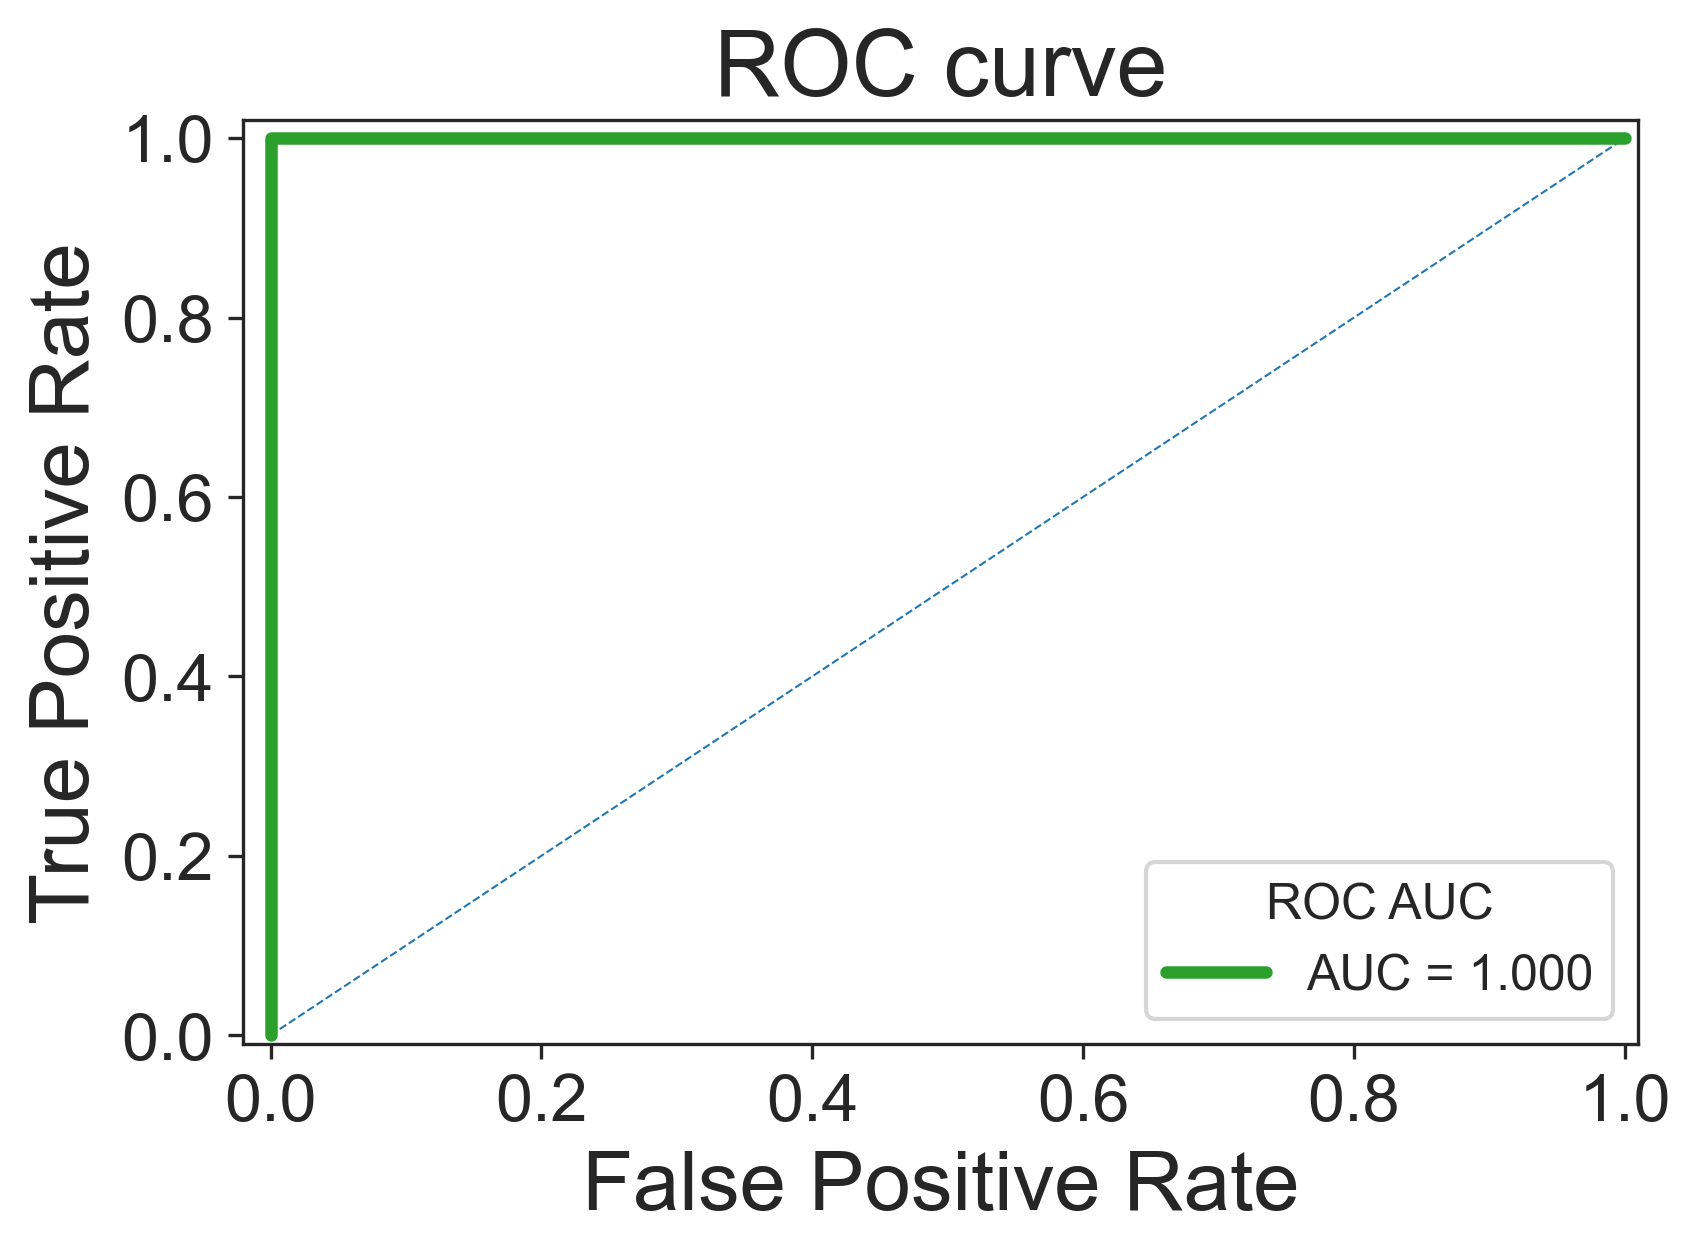 ROC curve
True Positive Rate
1.0
0.8
0.6
0.4
0.2
0.0
ROC AUC
AUC = 1.000
0.0 0.2 0.4 0.6 0.8 1.0
False Positive Rate